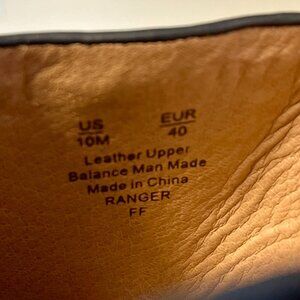 US EUR
10M 40
Leather Upper
Balance Man Made
Made in China
RANGER
FF